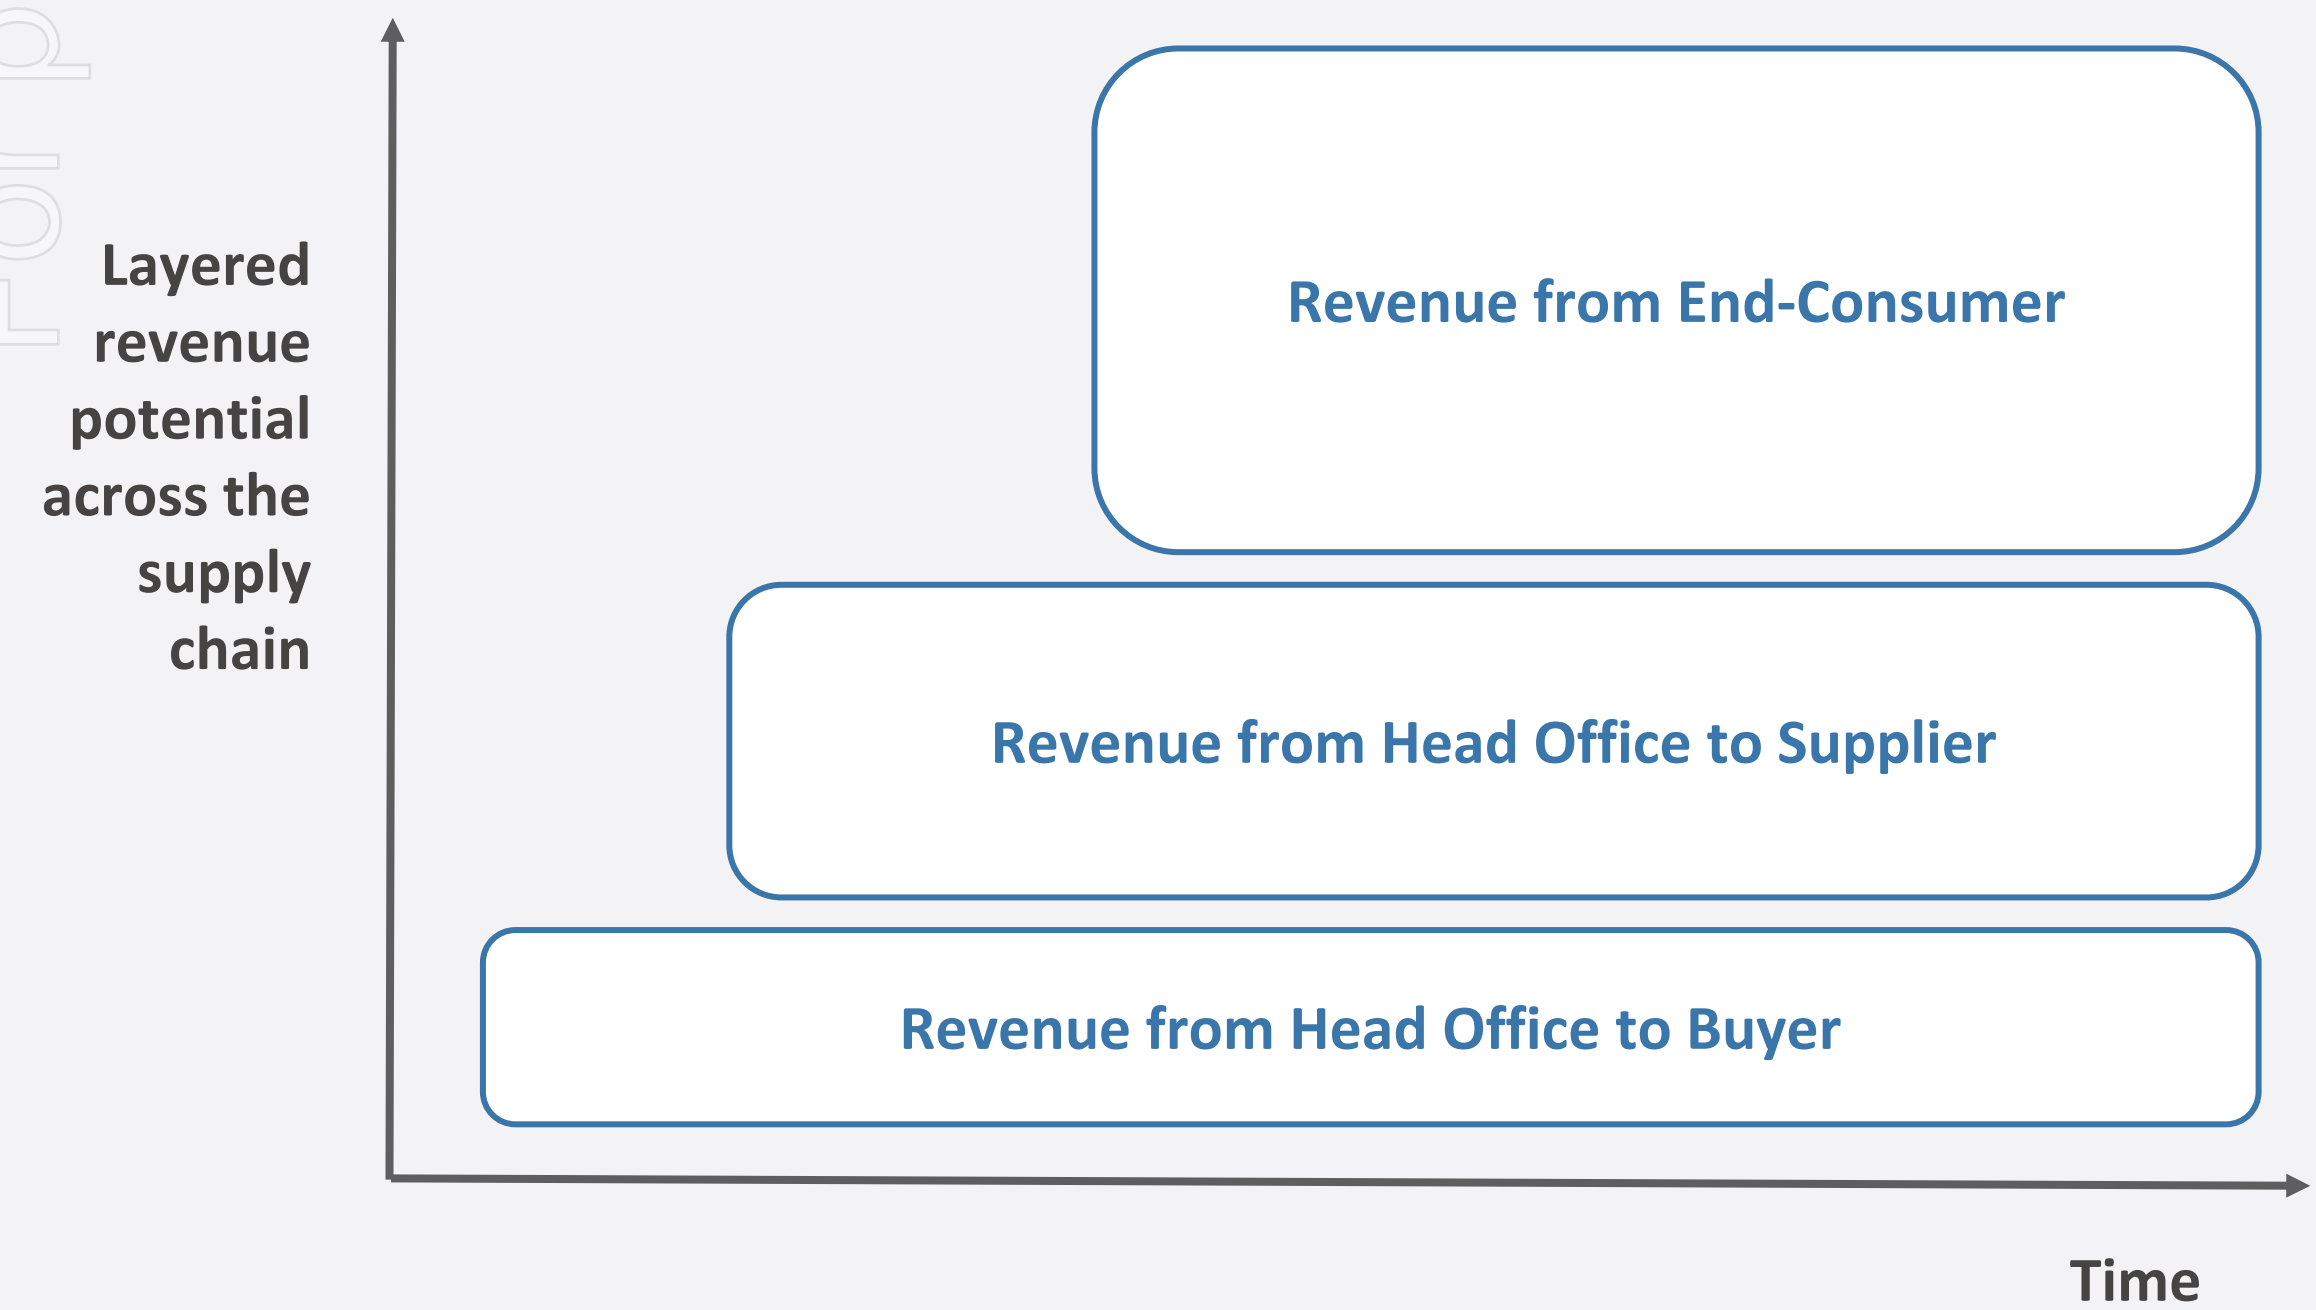 For p
Layered
revenue
potential
across the
supply
chain
Revenue from End-Consumer
Revenue from Head Office to Supplier
Revenue from Head Office to Buyer
Time